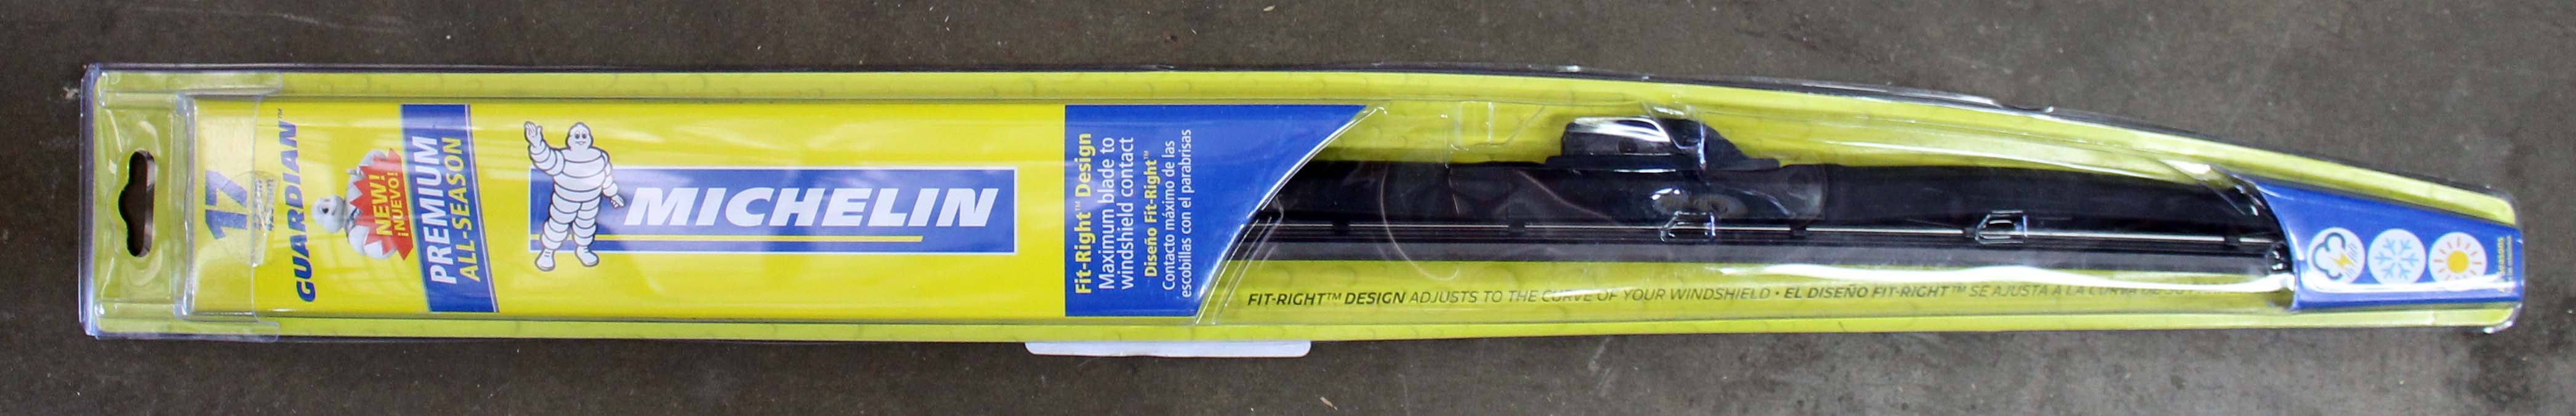 17
GUARDIAN™
NEW!
¡NUEVO!
PREMIUM
ALL-SEASON
MICHELIN
Fit-Right™ Design
Maximum blade to
windshield contact
Diseño Fit-Right™
Contacto máximo de las
escobillas con el parabrisas
FIT-RIGHT™ DESIGN ADJUSTS TO THE CURVE OF YOUR WINDSHIELD • EL DISEÑO FIT-RIGHT™ SE AJUSTA A LA CURVA DE SU